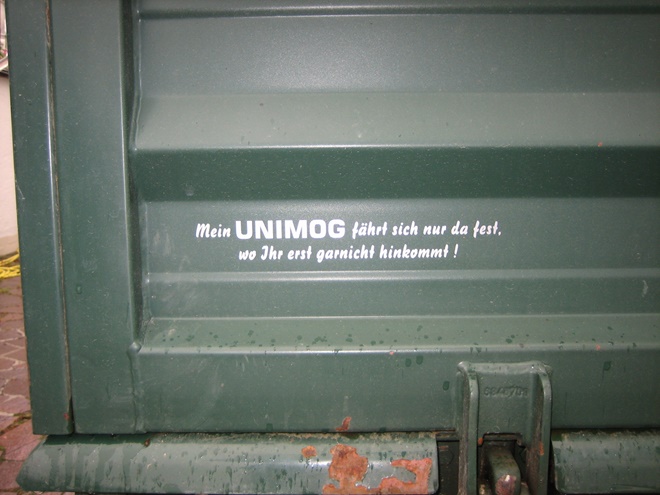 Mein UNIMOG fährt sich nur da fest,
wo Ihr erst garnicht hinkommt !